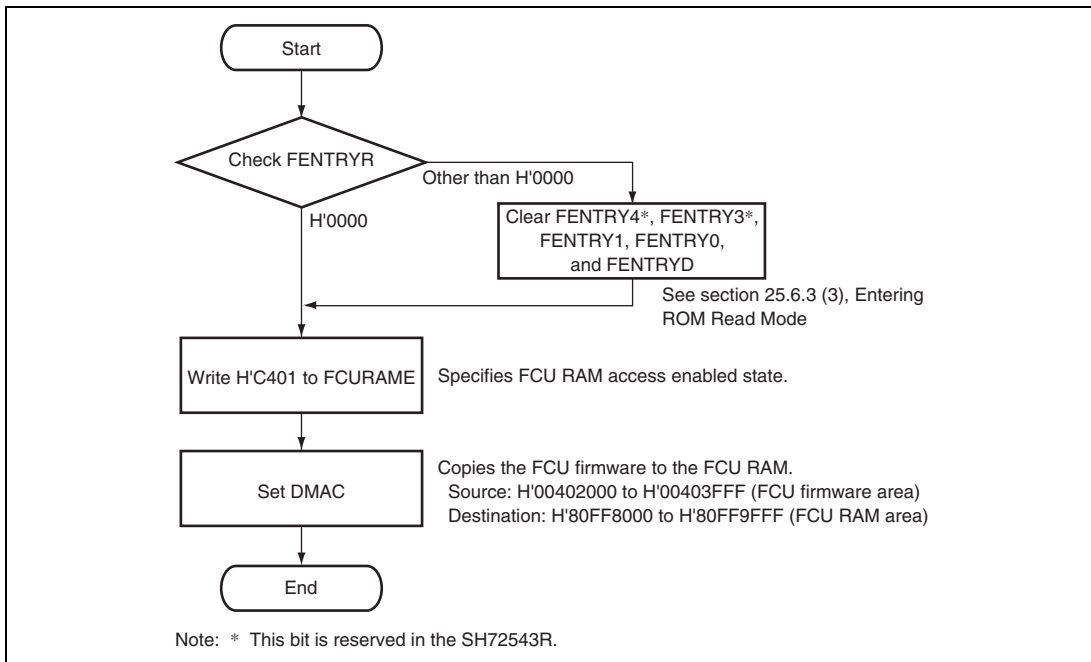 Start
Check FENTRYR
Other than H'0000
H'0000
Clear FENTRY4*, FENTRY3*,
FENTRY1, FENTRY0,
and FENTRYD
See section 25.6.3 (3), Entering
ROM Read Mode
Write H'C401 to FCURAME
Specifies FCU RAM access enabled state.
Set DMAC
Copies the FCU firmware to the FCU RAM.
Source: H'00402000 to H'00403FFF (FCU firmware area)
Destination: H'80FF8000 to H'80FF9FFF (FCU RAM area)
End
Note: * This bit is reserved in the SH72543R.